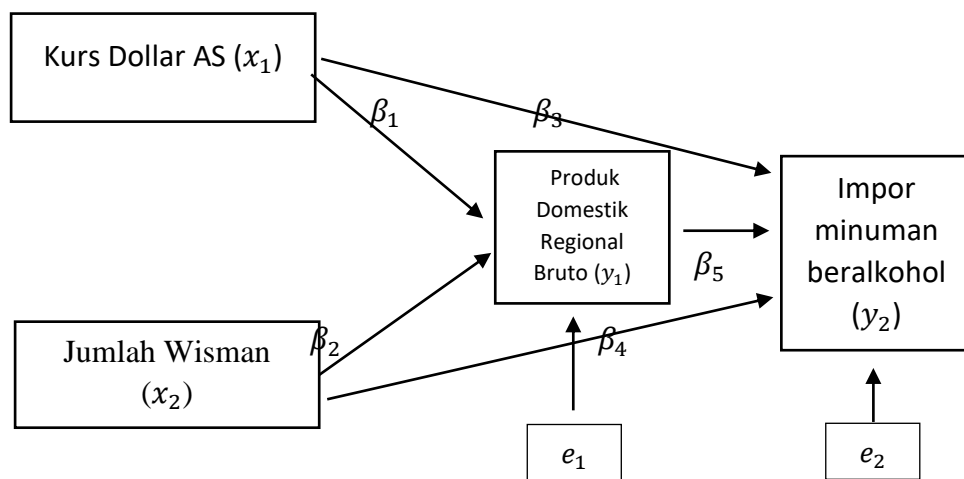 Kurs Dollar AS (𝑥₁)
𝛽₁
𝛽₃
Produk
Domestik
Regional
Bruto (𝑦₁)
Impor
minuman
beralkohol
(𝑦₂)
𝛽₅
Jumlah Wisman
(𝑥₂)
𝛽₂
𝛽₄
𝑒₁
𝑒₂